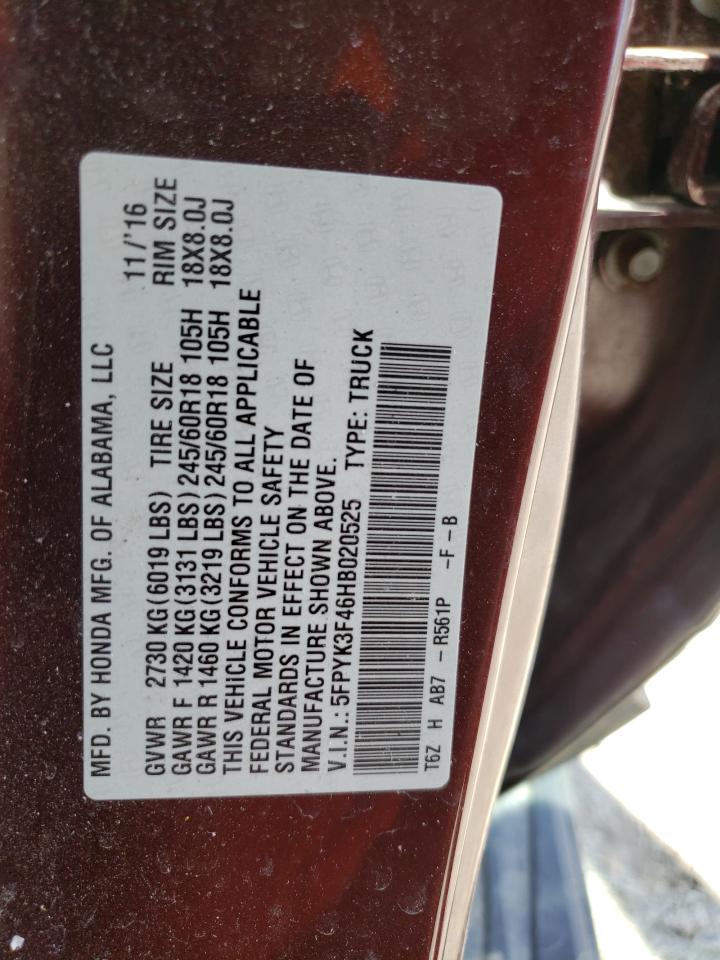 MFD. BY HONDA MFG. OF ALABAMA, LLC 11/'16
GVWR 2730 KG (6019 LBS) TIRE SIZE RIM SIZE
GAWR F 1420 KG (3131 LBS) 245/60R18 105H 18X8.0J
GAWR R 1460 KG (3219 LBS) 245/60R18 105H 18X8.0J
THIS VEHICLE CONFORMS TO ALL APPLICABLE
FEDERAL MOTOR VEHICLE SAFETY
STANDARDS IN EFFECT ON THE DATE OF
MANUFACTURE SHOWN ABOVE.
V.I.N.: 5FPYK3F46HB020525 TYPE: TRUCK
T6Z H AB7 - R561P - F - B